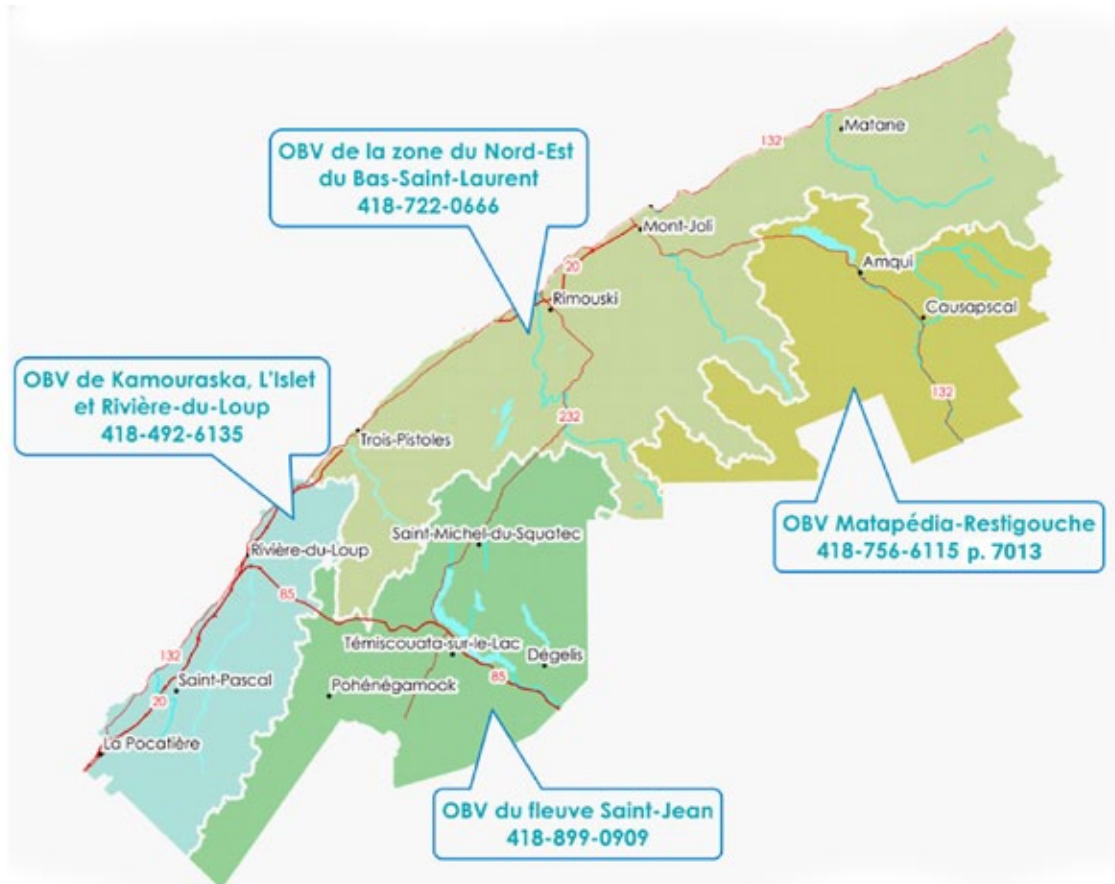 Matane
132
OBV de la zone du Nord-Est
du Bas-Saint-Laurent
418-722-0666
Mont-Joli
20
Amqui
Rimouski
Causapscal
OBV de Kamouraska, L'Islet
et Rivière-du-Loup
418-492-6135
132
232
Trois-Pistoles
OBV Matapédia-Restigouche
418-756-6115 p. 7013
Saint-Michel-du-Squatec
Rivière-du-Loup
85
Témiscouata-sur-le-Lac
Dégelis
132
85
Saint-Pascal
Pohénégamook
20
La Pocatière
OBV du fleuve Saint-Jean
418-899-0909